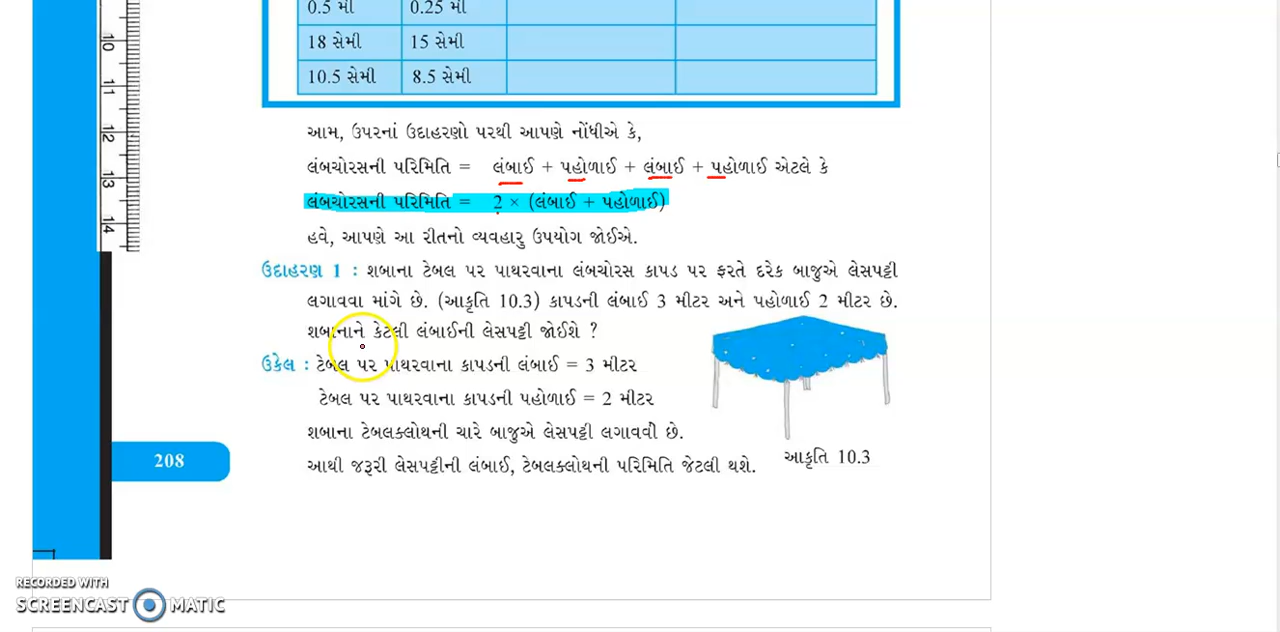 0.5 મી 0.25 મી
18 સેમી 15 સેમી
10.5 સેમી 8.5 સેમી
10
11
12
13
14
આમ, ઉપરનાં ઉદાહરણો પરથી આપણે નોંધીએ કે,
લંબચોરસની પરિમિતિ = લંબાઈ + પહોળાઈ + લંબાઈ + પહોળાઈ એટલે કે
લંબચોરસની પરિમિતિ = 2 × (લંબાઈ + પહોળાઈ)
હવે, આપણે આ રીતનો વ્યવહારુ ઉપયોગ જોઈએ.
ઉદાહરણ 1 : શબાના ટેબલ પર પાથરવાના લંબચોરસ કાપડ પર ફરતે દરેક બાજુએ લેસપટ્ટી
લગાવવા માંગે છે. (આકૃતિ 10.3) કાપડની લંબાઈ 3 મીટર અને પહોળાઈ 2 મીટર છે.
શબાનાને કેટલી લંબાઈની લેસપટ્ટી જોઈશે ?
ઉકેલ : ટેબલ પર પાથરવાના કાપડની લંબાઈ = 3 મીટર
ટેબલ પર પાથરવાના કાપડની પહોળાઈ = 2 મીટર
શબાના ટેબલક્લોથની ચારે બાજુએ લેસપટ્ટી લગાવવી છે.
આથી જરૂરી લેસપટ્ટીની લંબાઈ, ટેબલક્લોથની પરિમિતિ જેટલી થશે.
આકૃતિ 10.3
208
RECORDED WITH
SCREENCAST MATIC